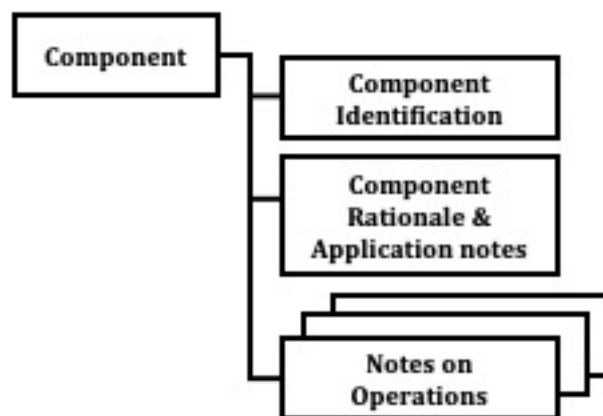 Component
Component
Identification
Component
Rationale &
Application notes
Notes on
Operations